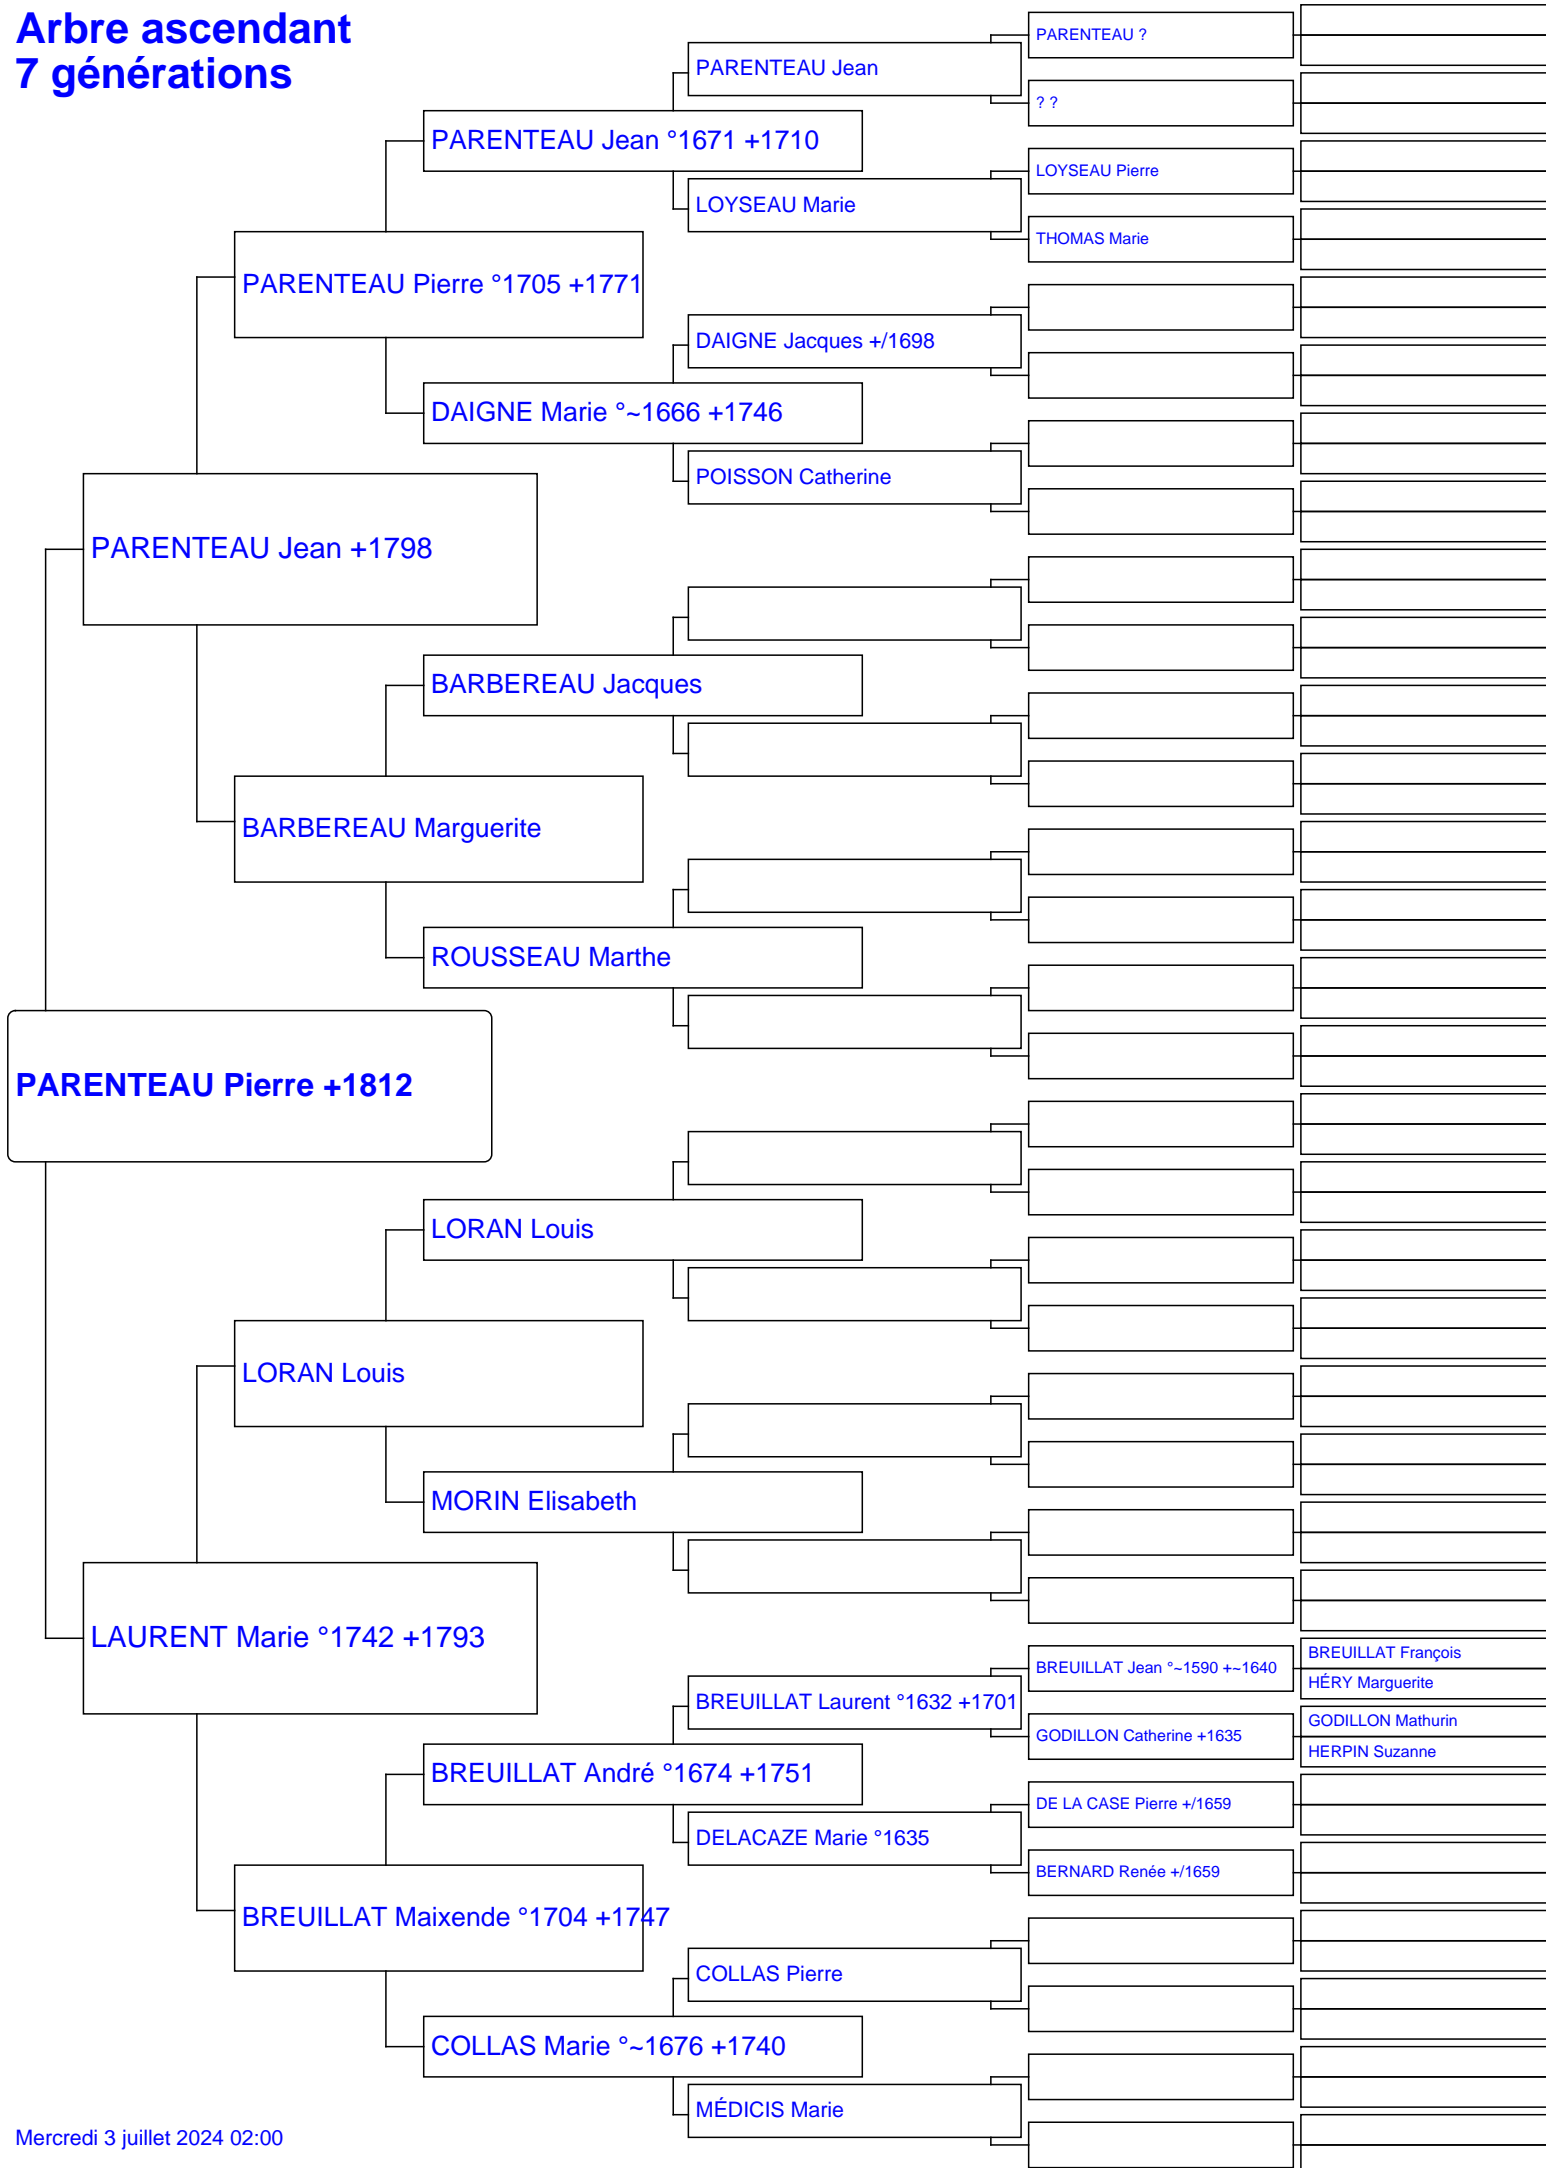 Arbre ascendant
7 générations
PARENTEAU ?
PARENTEAU Jean
? ?
PARENTEAU Jean °1671 +1710
LOYSEAU Pierre
LOYSEAU Marie
THOMAS Marie
PARENTEAU Pierre °1705 +1771
DAIGNE Jacques +/1698
DAIGNE Marie °~1666 +1746
POISSON Catherine
PARENTEAU Jean +1798
BARBEREAU Jacques
BARBEREAU Marguerite
ROUSSEAU Marthe
PARENTEAU Pierre +1812
LORAN Louis
LORAN Louis
MORIN Elisabeth
LAURENT Marie °1742 +1793
BREUILLAT François
BREUILLAT Jean °~1590 +~1640
HÉRY Marguerite
BREUILLAT Laurent °1632 +1701
GODILLON Mathurin
GODILLON Catherine +1635
HERPIN Suzanne
BREUILLAT André °1674 +1751
DE LA CASE Pierre +/1659
DELACAZE Marie °1635
BERNARD Renée +/1659
BREUILLAT Maixende °1704 +1747
COLLAS Pierre
COLLAS Marie °~1676 +1740
MÉDICIS Marie
Mercredi 3 juillet 2024 02:00